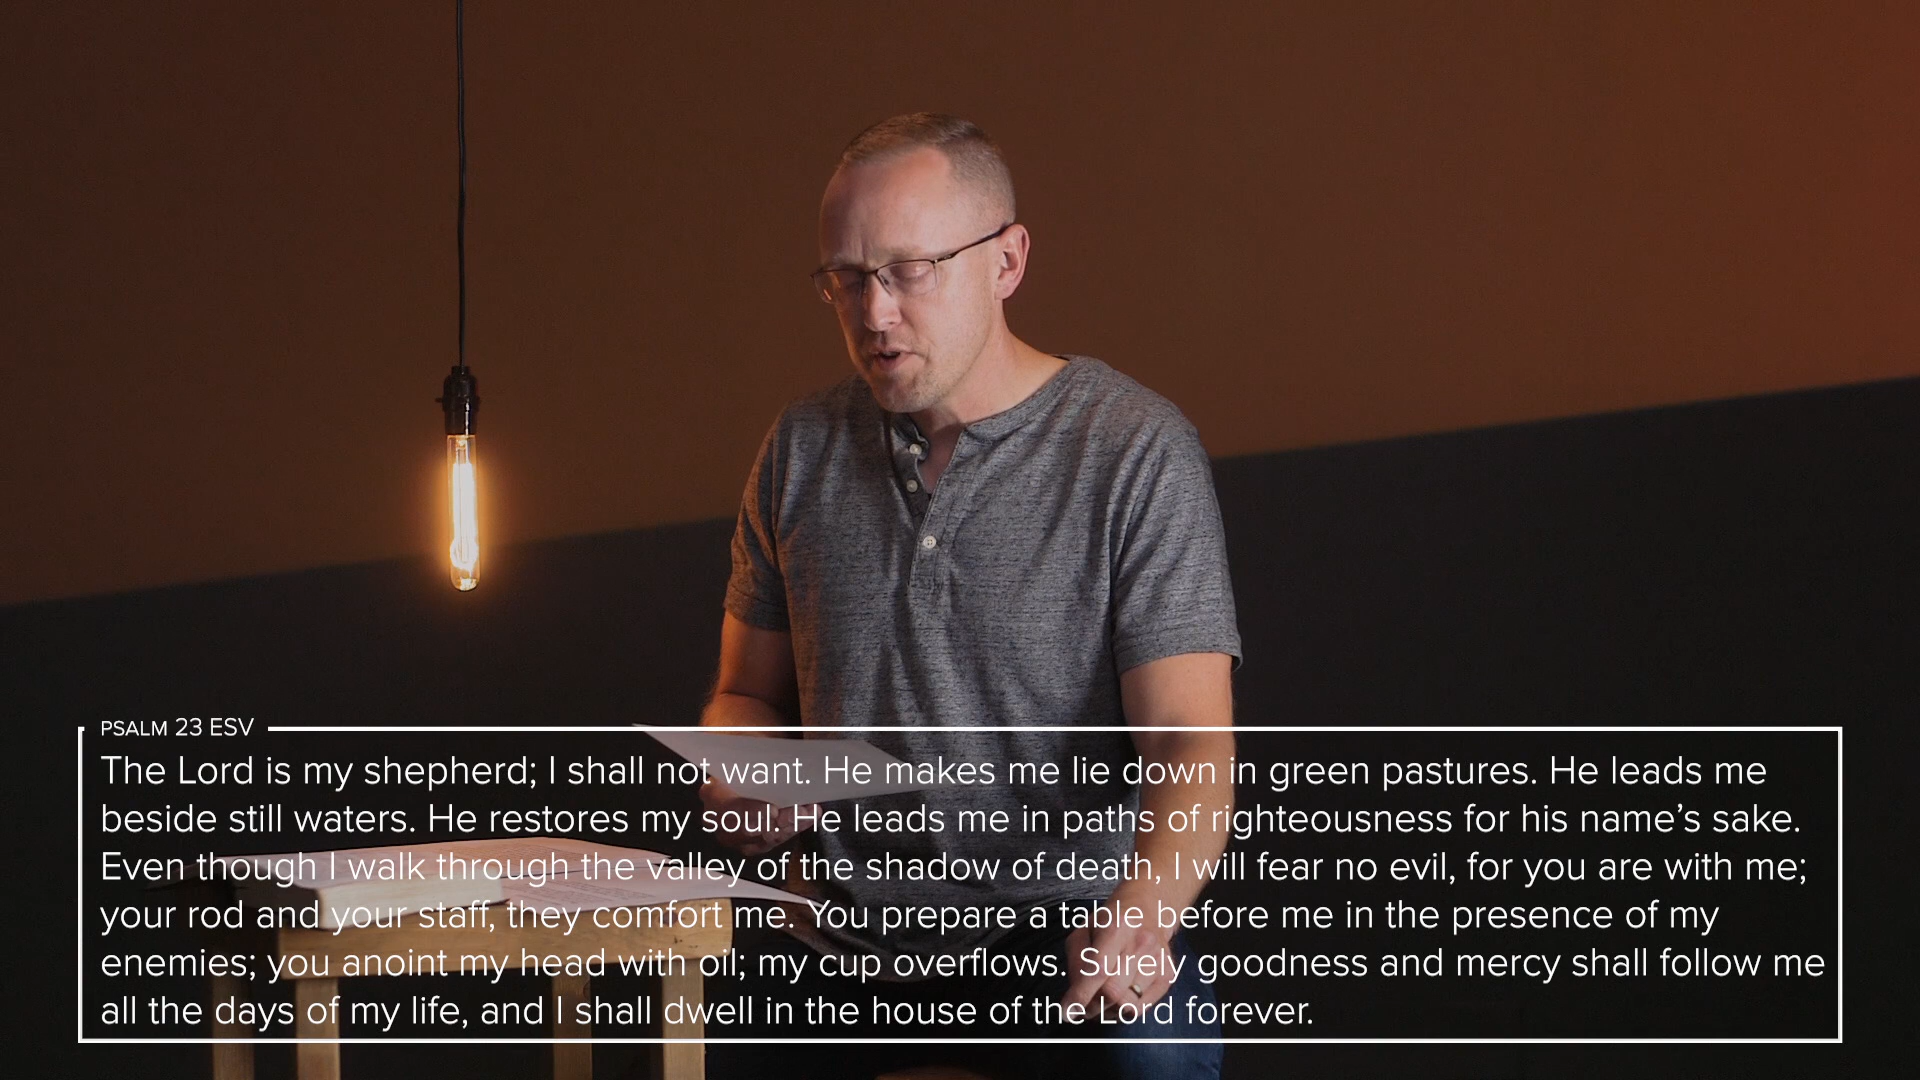 PSALM 23 ESV
The Lord is my shepherd; I shall not want. He makes me lie down in green pastures. He leads me
beside still waters. He restores my soul. He leads me in paths of righteousness for his name’s sake.
Even though I walk through the valley of the shadow of death, I will fear no evil, for you are with me;
your rod and your staff, they comfort me. You prepare a table before me in the presence of my
enemies; you anoint my head with oil; my cup overflows. Surely goodness and mercy shall follow me
all the days of my life, and I shall dwell in the house of the Lord forever.